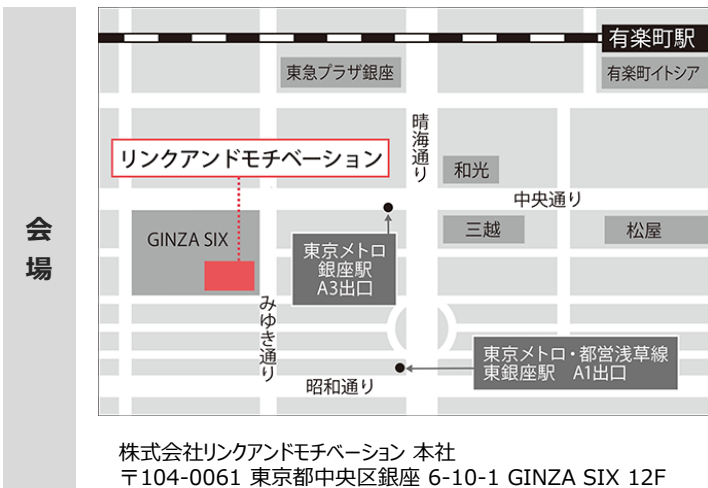 会場
有楽町駅
東急プラザ銀座
有楽町イトシア
晴海通り
リンクアンドモチベーション
和光
中央通り
GINZA SIX
三越
松屋
東京メトロ
銀座駅
A3出口
みゆき通り
東京メトロ・都営浅草線
東銀座駅 A1出口
昭和通り
株式会社リンクアンドモチベーション 本社
〒104-0061 東京都中央区銀座 6-10-1 GINZA SIX 12F